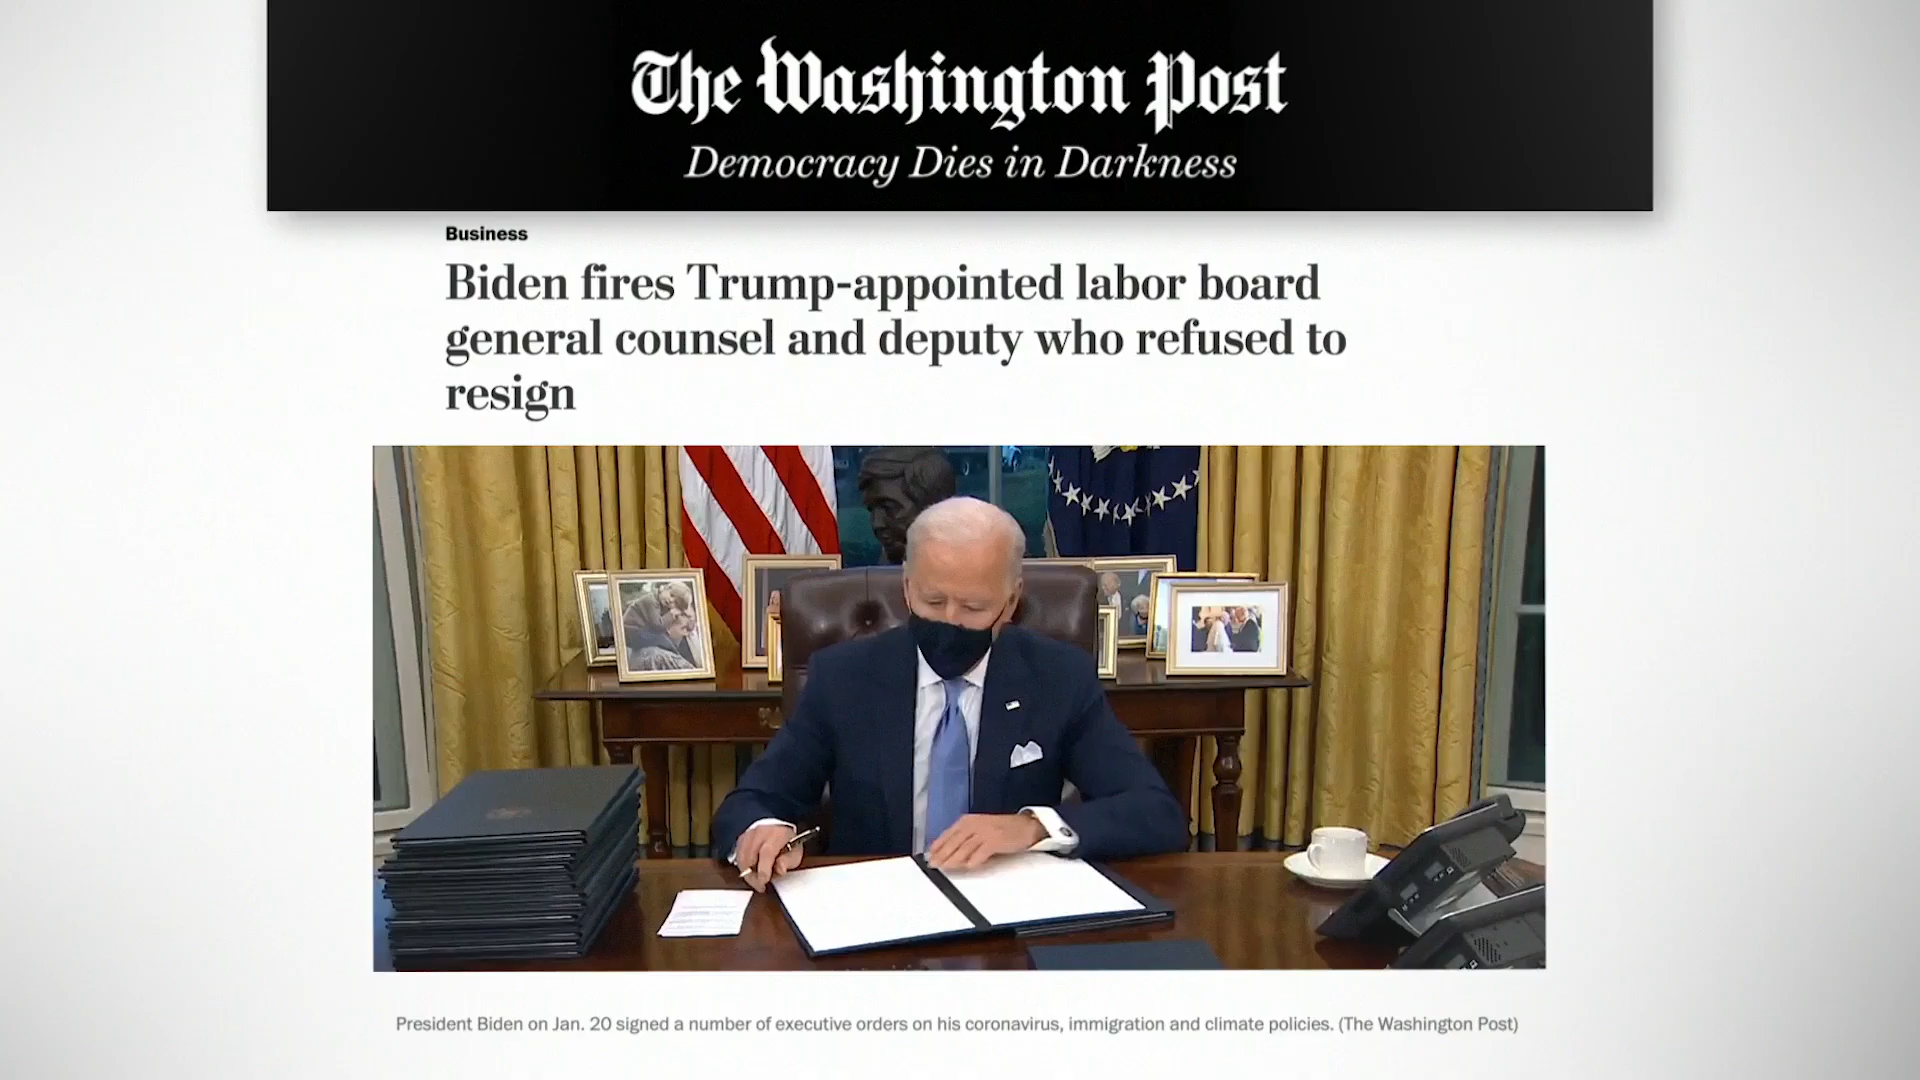 The Washington Post
Democracy Dies in Darkness
Business
Biden fires Trump-appointed labor board
general counsel and deputy who refused to
resign
President Biden on Jan. 20 signed a number of executive orders on his coronavirus, immigration and climate policies. (The Washington Post)